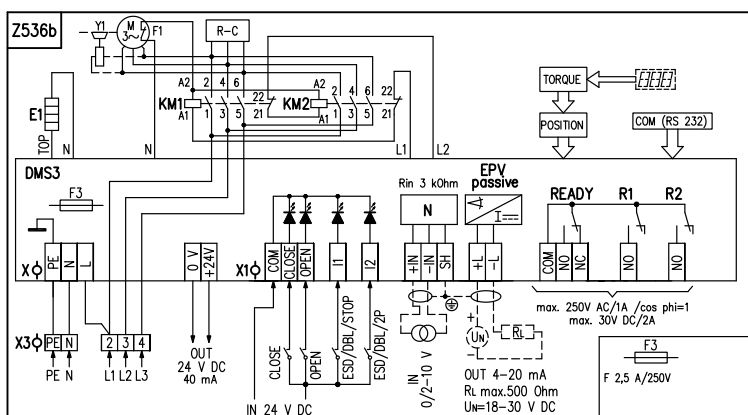 Z536b
Y1
M
3~
F1
R-C
E1
TOP
N
N
A2
2
4
6
KM1
A1
1
3
5
22
21
A2
KM2
A1
2
4
6
22
1
3
5
21
L1
L2
TORQUE
POSITION
COM (RS 232)
DMS3
F3
PE
N
L
X
0 V
+24V
X1
COM
CLOSE
OPEN
I1
I2
Rin 3 kOhm
N
+IN
-IN
SH
EPV
passive
I
+L
-L
READY
R1
R2
COM
NO
NC
NO
NO
max. 250V AC/1A /cos phi=1
max. 30V DC/2A
X3
PE
N
2
3
4
PE N
L1 L2 L3
OUT
24 V DC
40 mA
IN 24 V DC
CLOSE
OPEN
ESD/DBL/STOP
ESD/DBL/2P
IN
0/2-10 V
+
UN
-
RL
OUT 4-20 mA
RL max.500 Ohm
UN=18-30 V DC
F3
F 2,5 A/250V